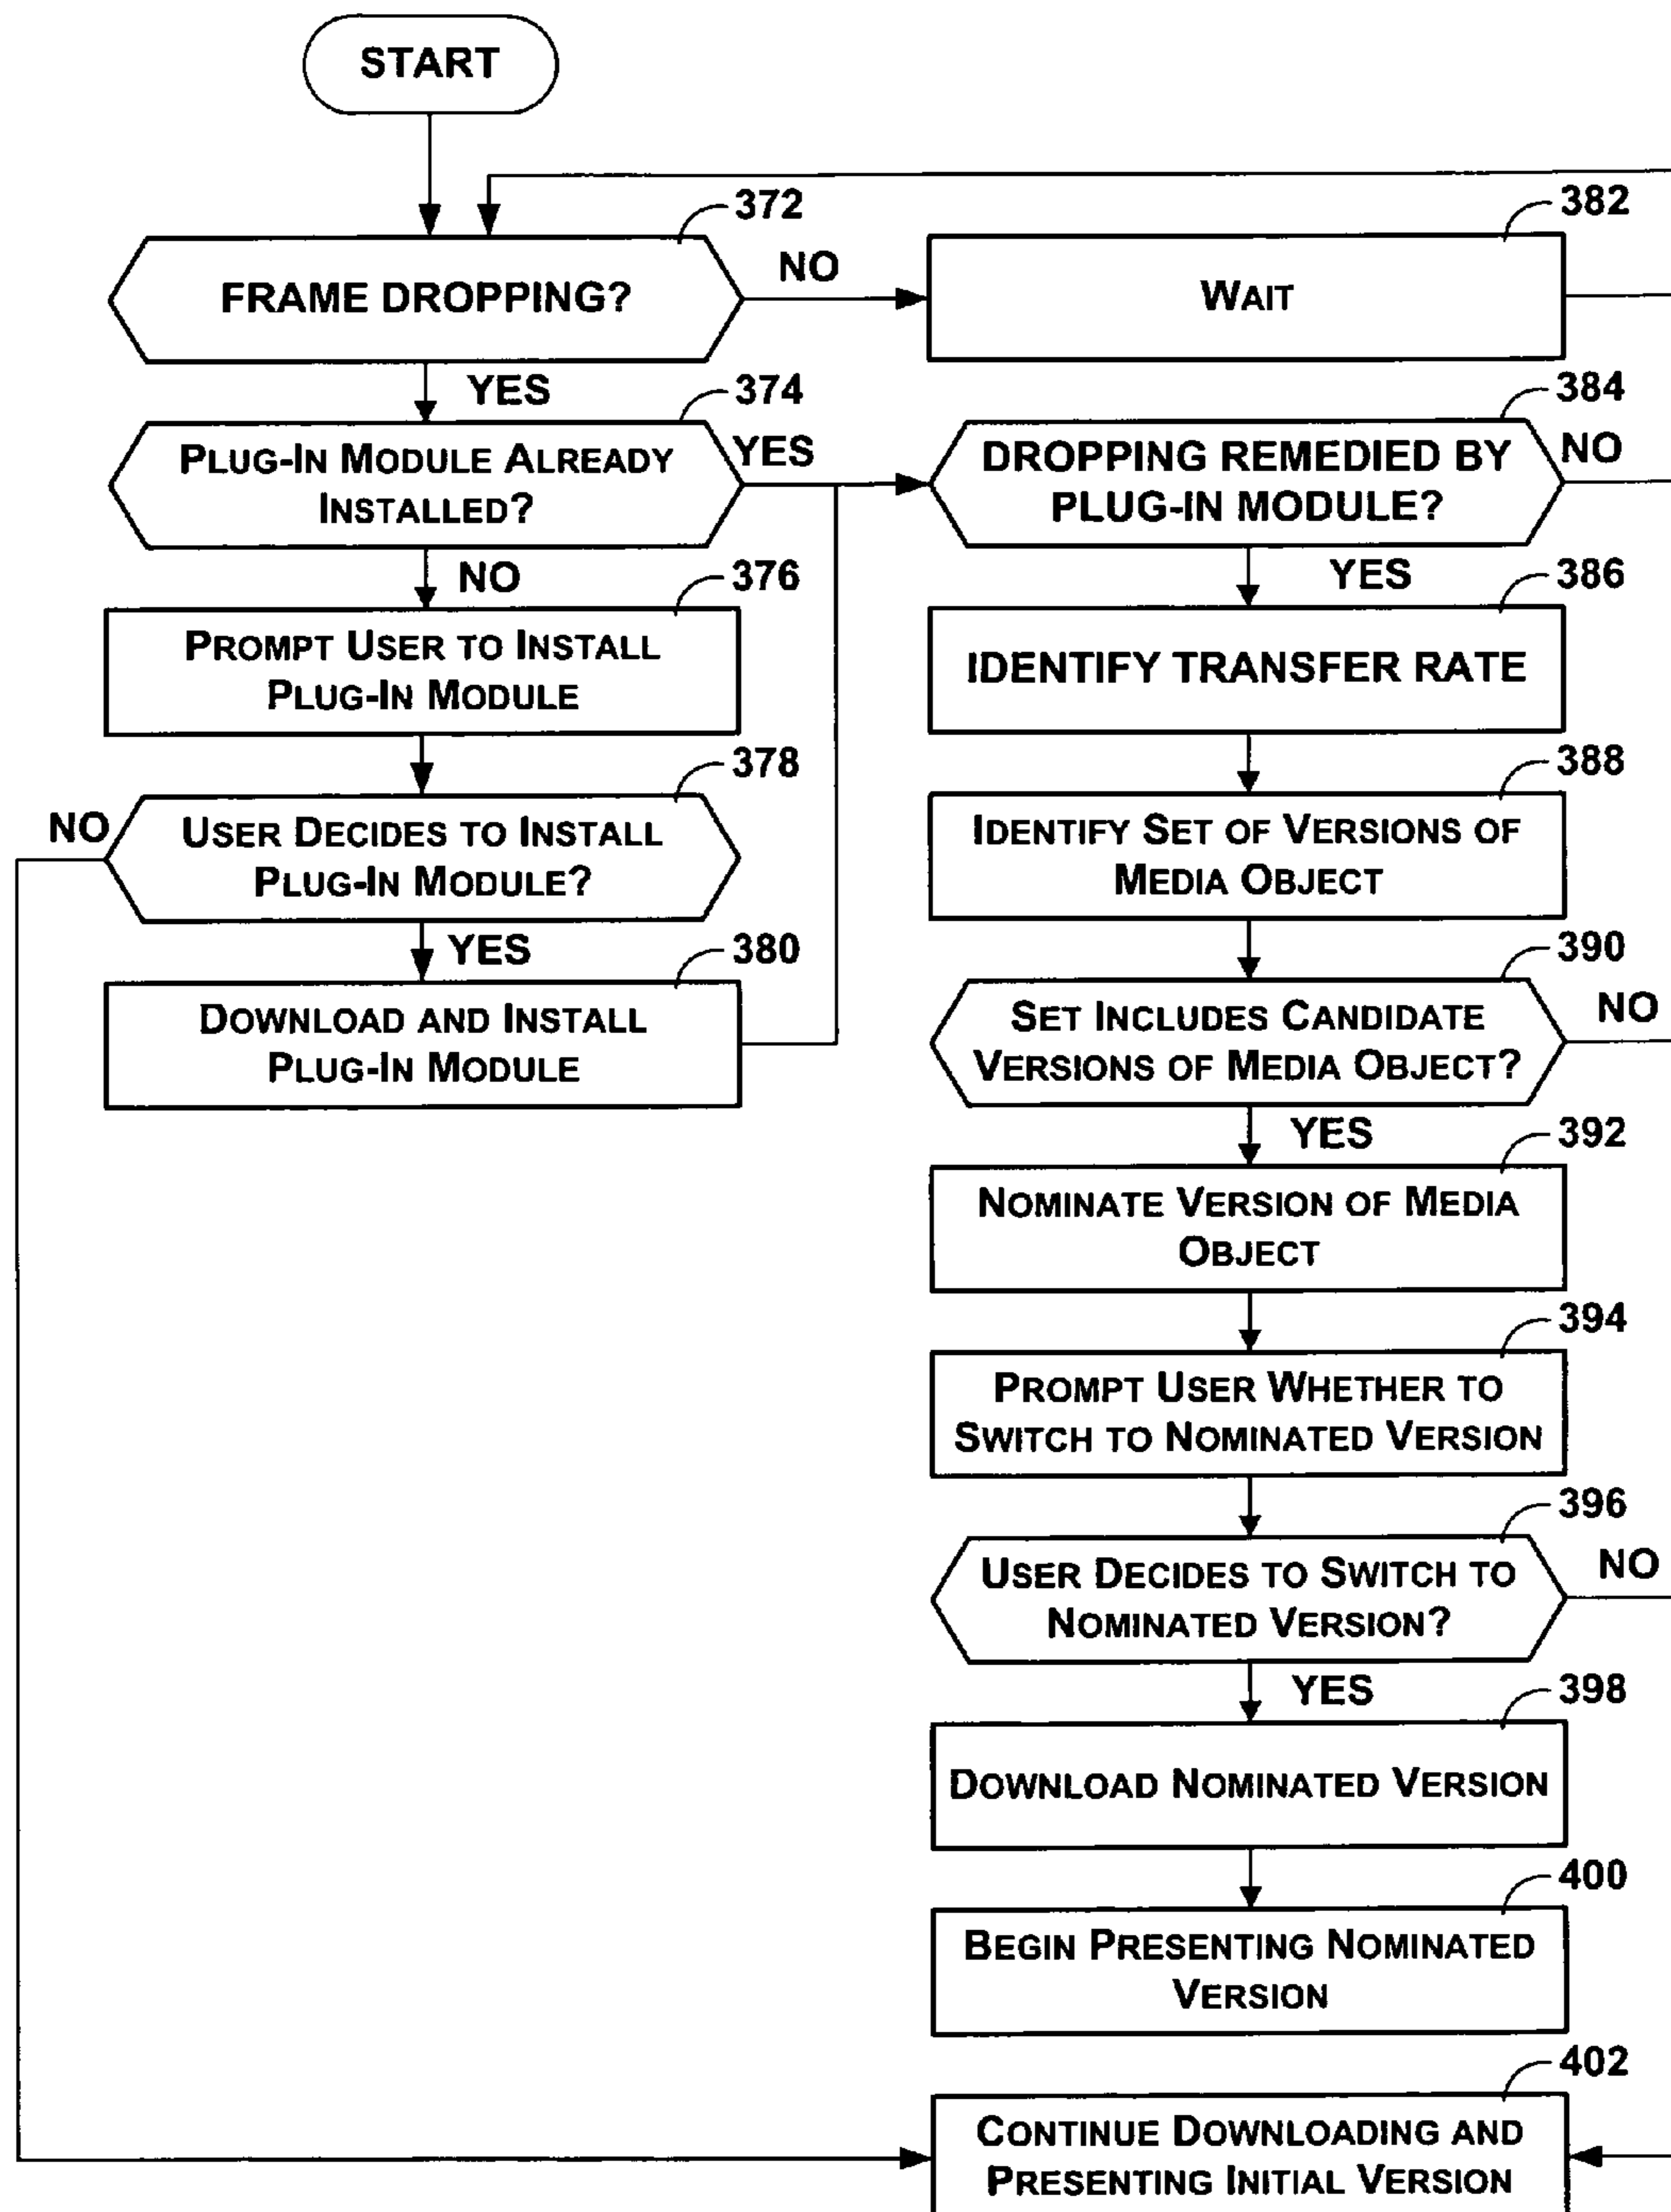 START
372
FRAME DROPPING?
NO
382
WAIT
YES
374
PLUG-IN MODULE ALREADY
INSTALLED?
YES
384
DROPPING REMEDIED BY
PLUG-IN MODULE?
NO
NO
376
PROMPT USER TO INSTALL
PLUG-IN MODULE
YES
386
IDENTIFY TRANSFER RATE
378
NO
USER DECIDES TO INSTALL
PLUG-IN MODULE?
388
IDENTIFY SET OF VERSIONS OF
MEDIA OBJECT
YES
380
DOWNLOAD AND INSTALL
PLUG-IN MODULE
390
SET INCLUDES CANDIDATE
VERSIONS OF MEDIA OBJECT?
NO
YES
392
NOMINATE VERSION OF MEDIA
OBJECT
394
PROMPT USER WHETHER TO
SWITCH TO NOMINATED VERSION
396
USER DECIDES TO SWITCH TO
NOMINATED VERSION?
NO
YES
398
DOWNLOAD NOMINATED VERSION
400
BEGIN PRESENTING NOMINATED
VERSION
402
CONTINUE DOWNLOADING AND
PRESENTING INITIAL VERSION